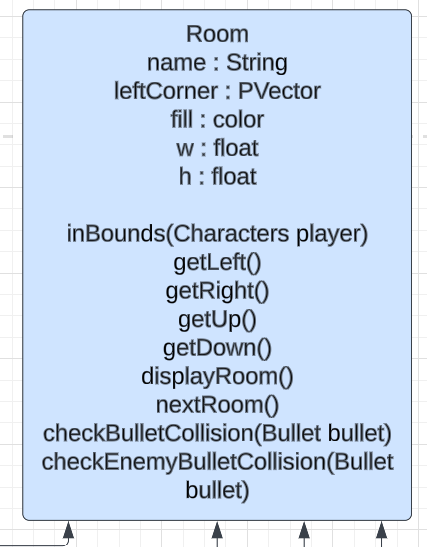 Room
name : String
leftCorner : PVector
fill : color
w : float
h : float
inBounds(Characters player)
getLeft()
getRight()
getUp()
getDown()
displayRoom()
nextRoom()
checkBulletCollision(Bullet bullet)
checkEnemyBulletCollision(Bullet
bullet)